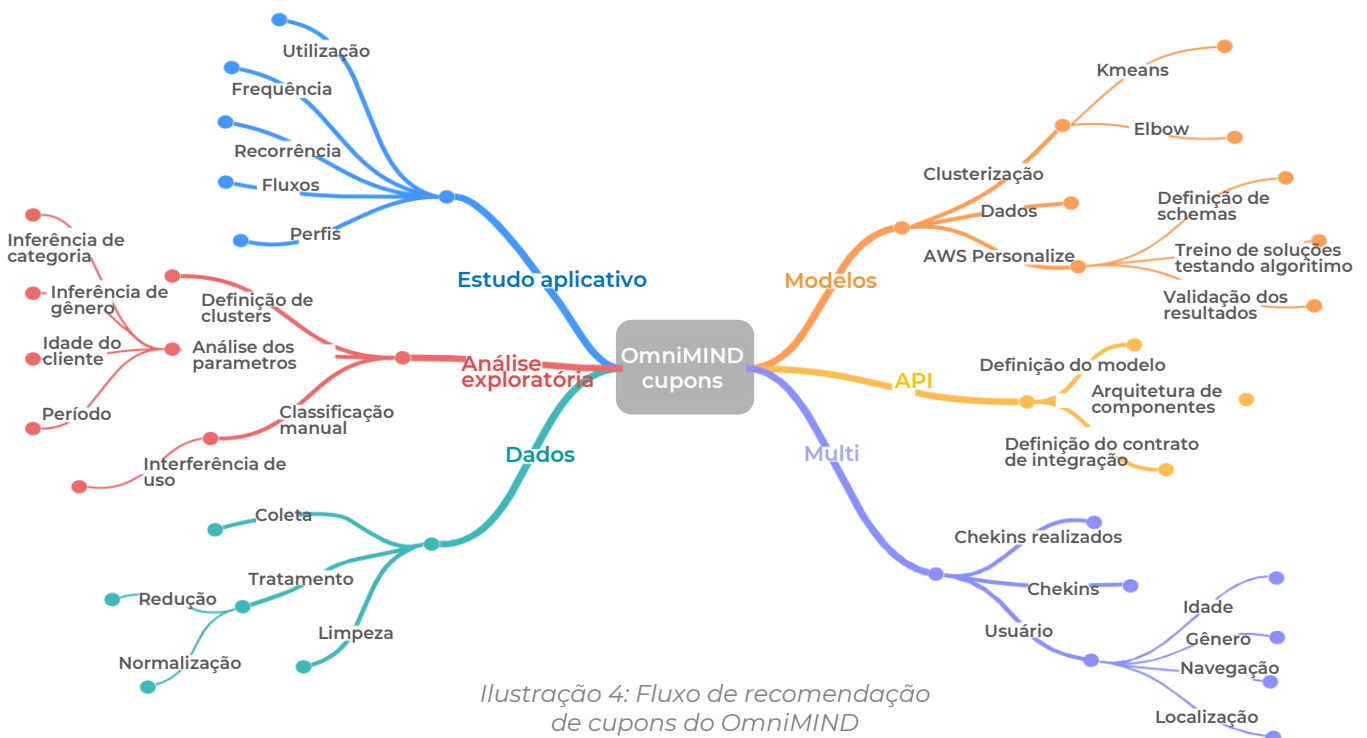 Utilização
Frequência
Recorrência
Fluxos
Perfis
Estudo aplicativo
Inferência de
categoria
Inferência de
gênero
Idade do
cliente
Período
Definição de
clusters
Análise dos
parametros
Classificação
manual
Interferência de
uso
Análise
exploratória
Coleta
Tratamento
Redução
Normalização
Limpeza
Dados
OmniMIND
cupons
Kmeans
Elbow
Clusterização
Dados
AWS Personalize
Definição de
schemas
Treino de soluções
testando algoritimo
Validação dos
resultados
Modelos
API
Definição do modelo
Arquitetura de
componentes
Definição do contrato
de integração
Multi
Chekins realizados
Chekins
Usuário
Idade
Gênero
Navegação
Localização
Ilustração 4: Fluxo de recomendação
de cupons do OmniMIND